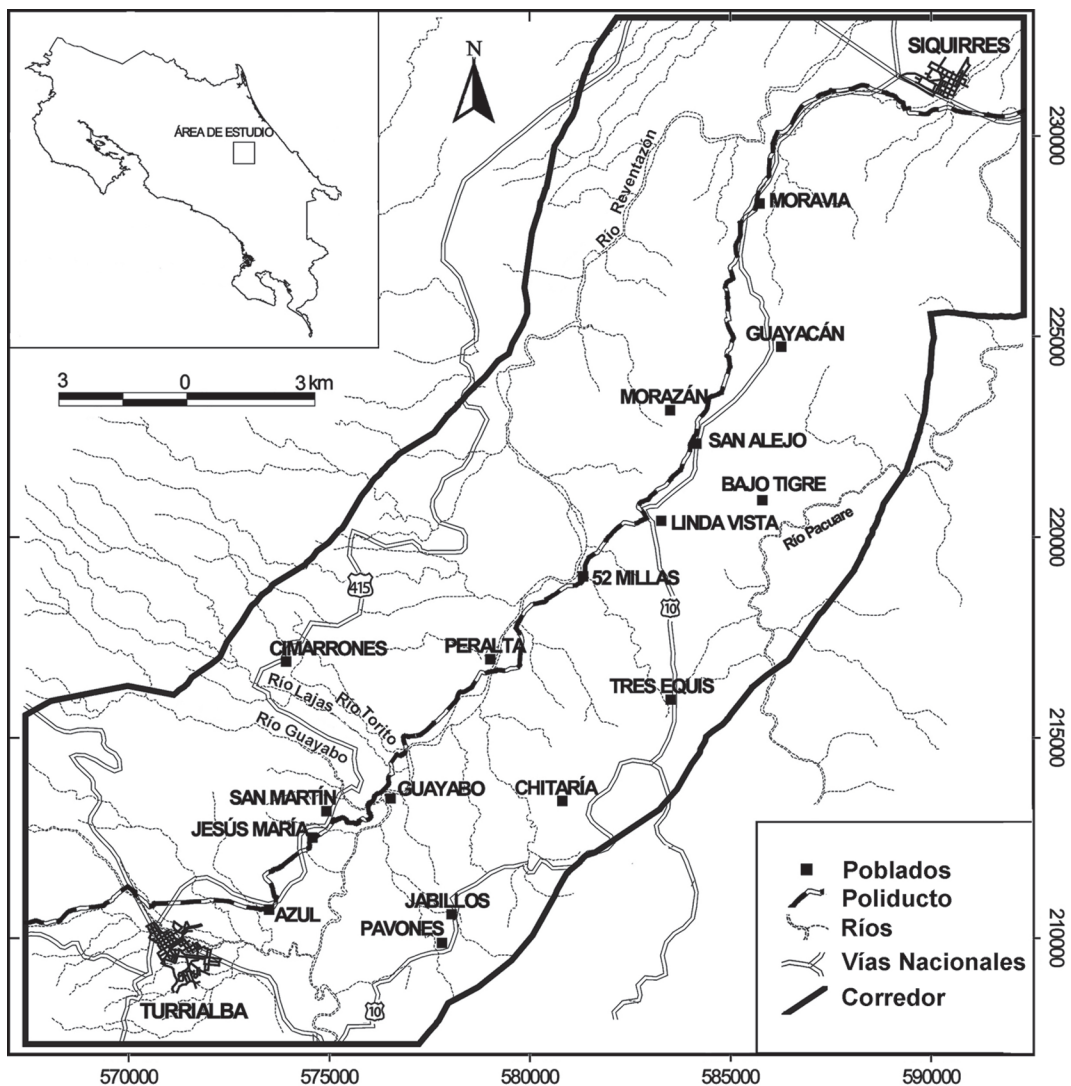 ÁREA DE ESTUDIO
N
SIQUIRRES
230000
Río Reventazón
MORAVIA
GUAYACÁN
225000
3 0 3 km
MORAZÁN
SAN ALEJO
BAJO TIGRE
LINDA VISTA
Río Pacuare
220000
52 MILLAS
415
10
CIMARRONES
PERALTA
TRES EQUIS
Río Lajas
Río Torito
Río Guayabo
215000
SAN MARTÍN
GUAYABO
CHITARÍA
JESÚS MARÍA
JABILLOS
AZUL
PAVONES
210000
TURRIALBA
10
Poblados
Poliducto
Ríos
Vías Nacionales
Corredor
570000 575000 580000 585000 590000